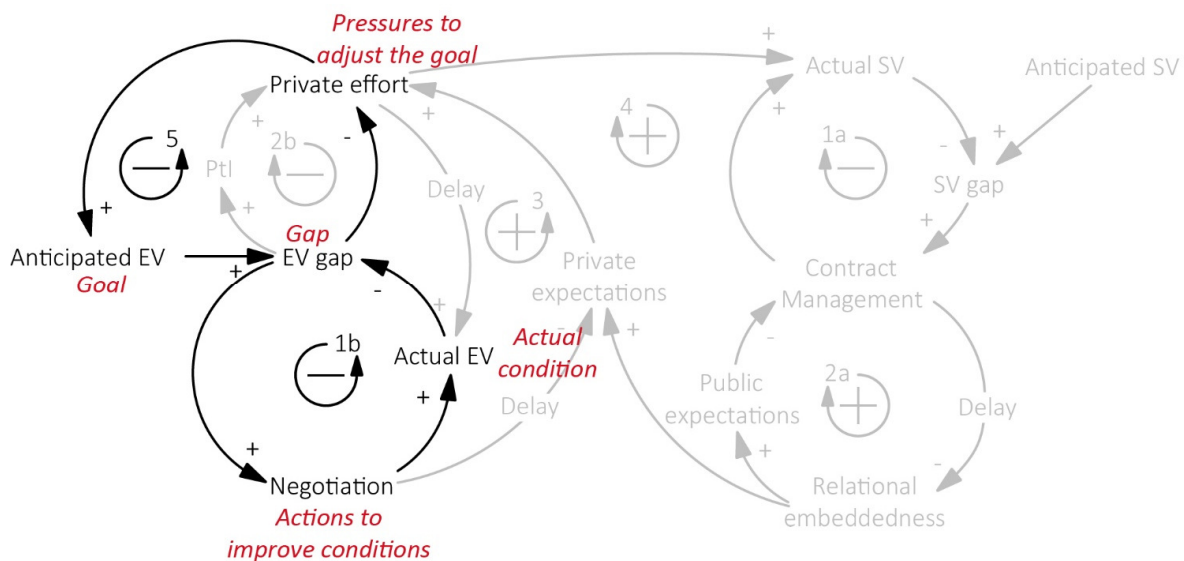 Pressures to
adjust the goal
Private effort
+
Actual SV
Anticipated SV
+
+
-
+
-
+
SV gap
+
5
2b
PtI
+
-
Delay
3
4
1a
+
Anticipated EV
Goal
+
Gap
EV gap
-
+
Private
expectations
-
+
Contract
Management
-
1b
Actual EV
+
Actual
condition
Delay
Public
expectations
+
2a
Delay
-
+
Negotiation
Actions to
improve conditions
Relational
embeddedness